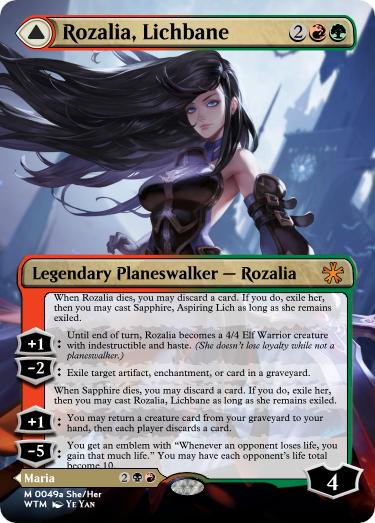 Rozalia, Lichbane 2
Legendary Planeswalker — Rozalia
When Rozalia dies, you may discard a card. If you do, exile her,
then you may cast Sapphire, Aspiring Lich as long as she remains
exiled.
+1: Until end of turn, Rozalia becomes a 4/4 Elf Warrior creature
with indestructible and haste. (She doesn't lose loyalty while not a
planeswalker.)
-2: Exile target artifact, enchantment, or card in a graveyard.
When Sapphire dies, you may discard a card. If you do, exile her,
then you may cast Rozalia, Lichbane as long as she remains exiled.
+1: You may return a creature card from your graveyard to your
hand, then each player discards a card.
-5: You get an emblem with “Whenever an opponent loses life, you
gain that much life.” You may have each opponent's life total
become 10.
Maria 2
4
M 0049a She/Her
WTM Ye Yan